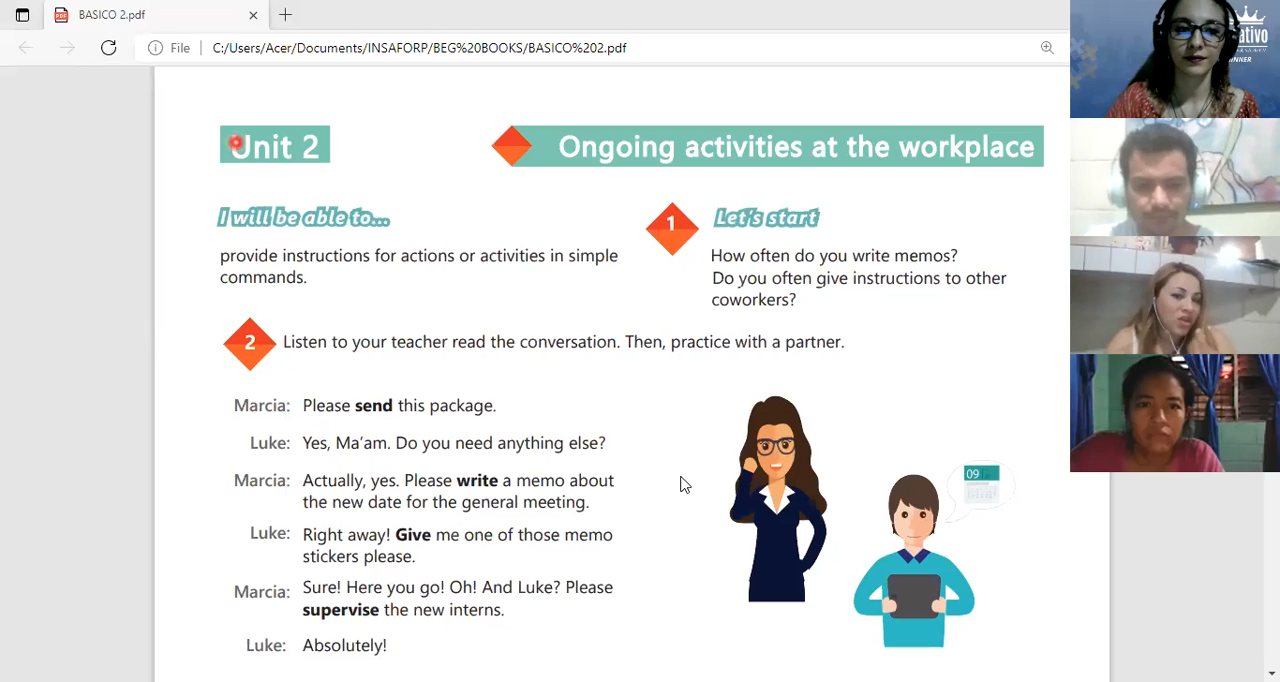 BASICO 2.pdf
File
C:/Users/Acer/Documents/INSAFORP/BEG%20BOOKS/BASICO%202.pdf
Unit 2
Ongoing activities at the workplace
I will be able to...
provide instructions for actions or activities in simple
commands.
1
Let's start
How often do you write memos?
Do you often give instructions to other
coworkers?
2
Listen to your teacher read the conversation. Then, practice with a partner.
Marcia: Please send this package.
Luke: Yes, Ma'am. Do you need anything else?
Marcia: Actually, yes. Please write a memo about
the new date for the general meeting.
Luke: Right away! Give me one of those memo
stickers please.
Marcia: Sure! Here you go! Oh! And Luke? Please
supervise the new interns.
Luke: Absolutely!
09